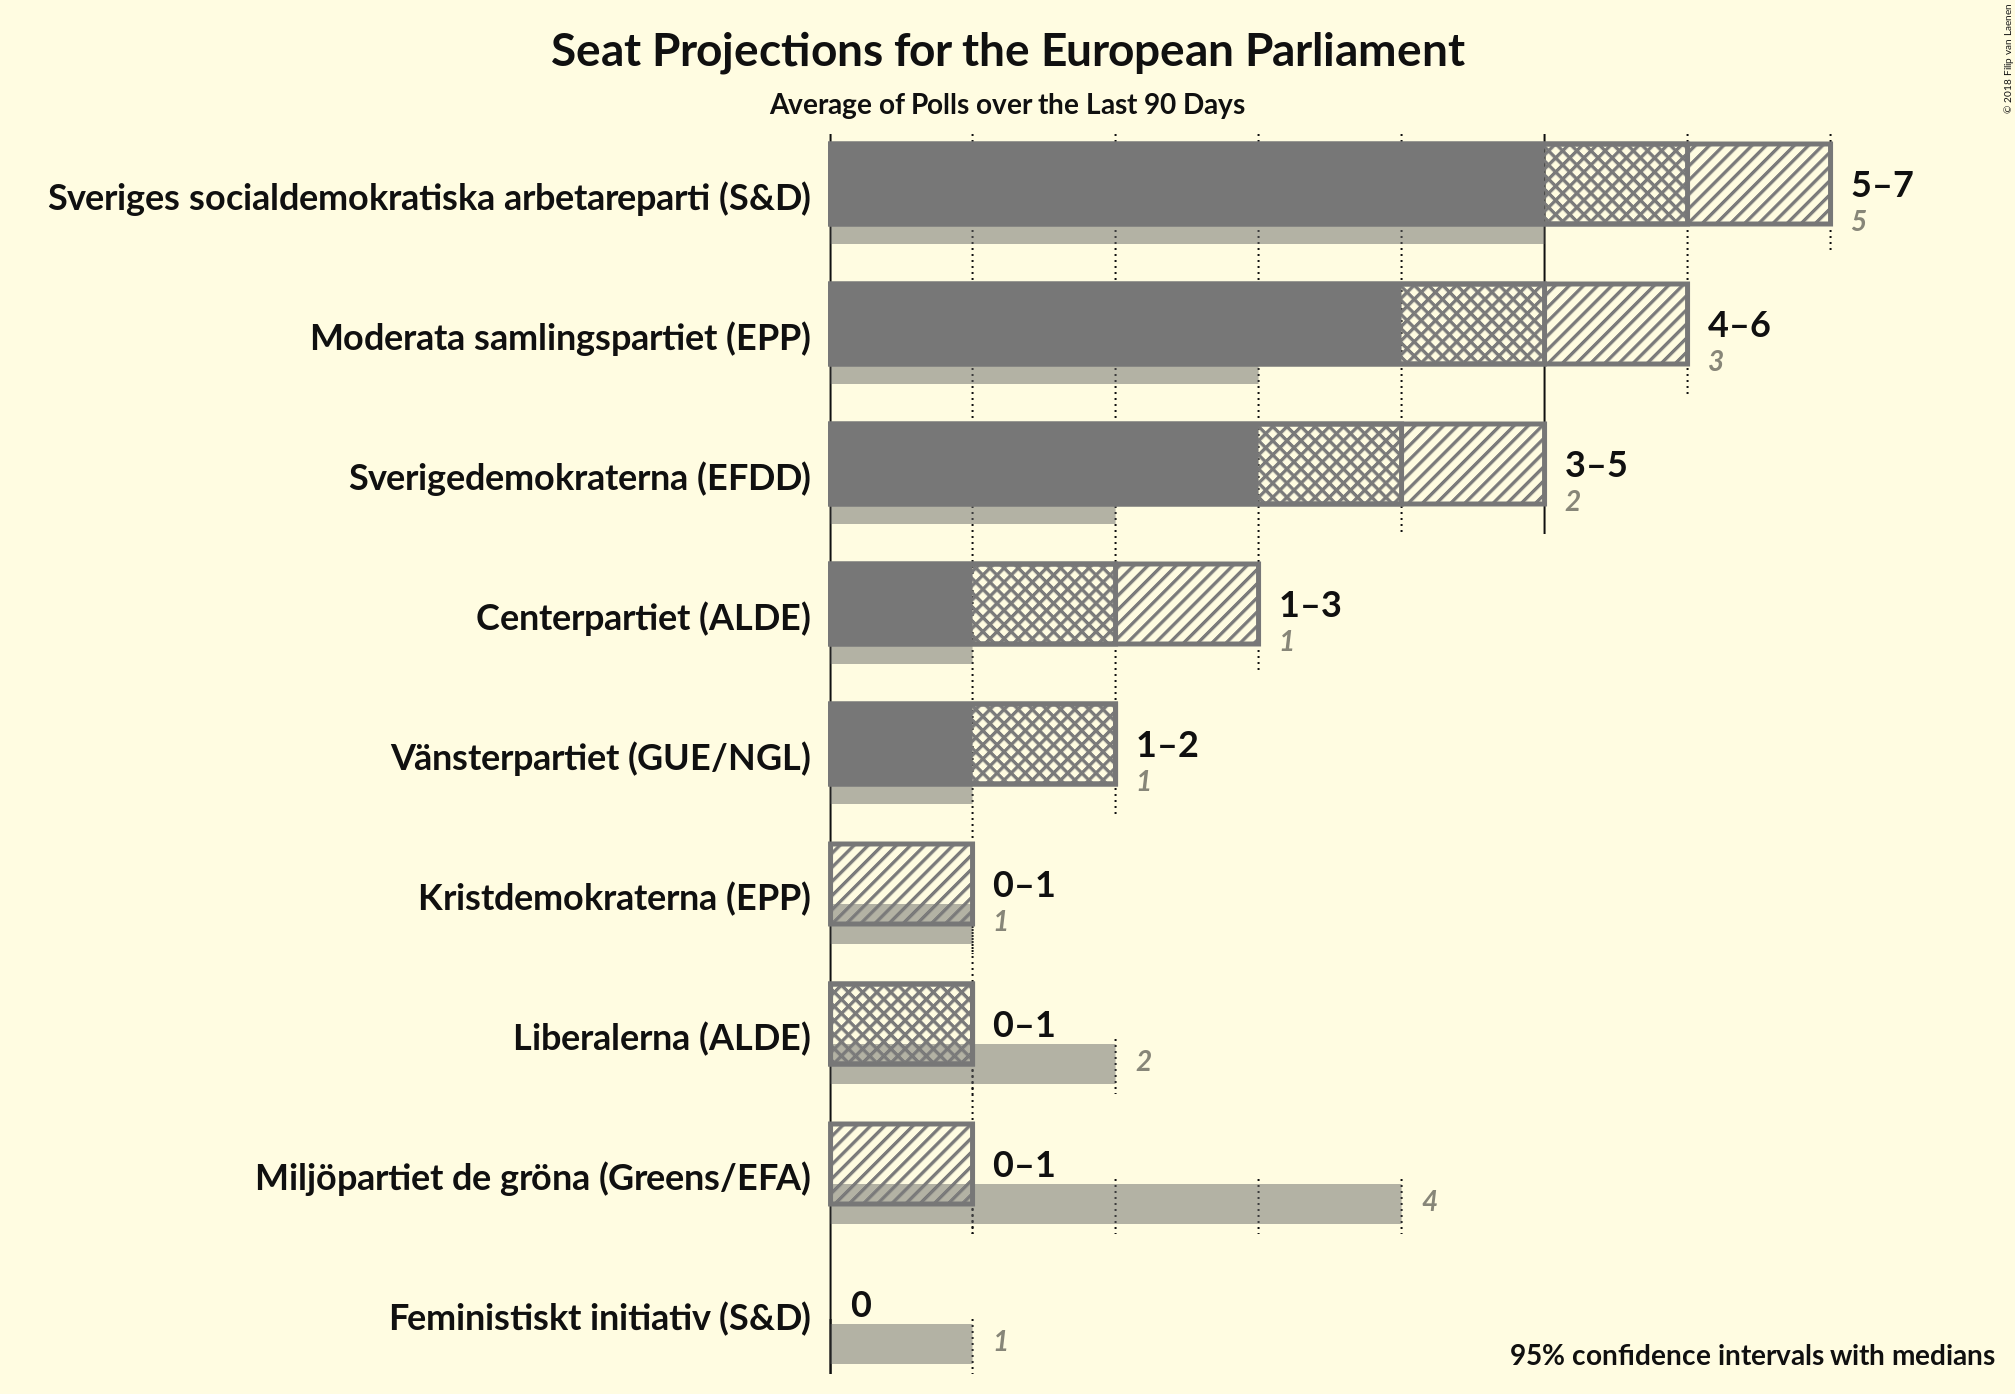 Seat Projections for the European Parliament
Average of Polls over the Last 90 Days
© 2018 Filip van Laenen
Sveriges socialdemokratiska arbetareparti (S&D)
5–7
5
Moderata samlingspartiet (EPP)
4–6
3
Sverigedemokraterna (EFDD)
3–5
2
Centerpartiet (ALDE)
1–3
1
Vänsterpartiet (GUE/NGL)
1–2
1
Kristdemokraterna (EPP)
0–1
1
Liberalerna (ALDE)
0–1
2
Miljöpartiet de gröna (Greens/EFA)
0–1
4
Feministiskt initiativ (S&D)
0
1
95% confidence intervals with medians